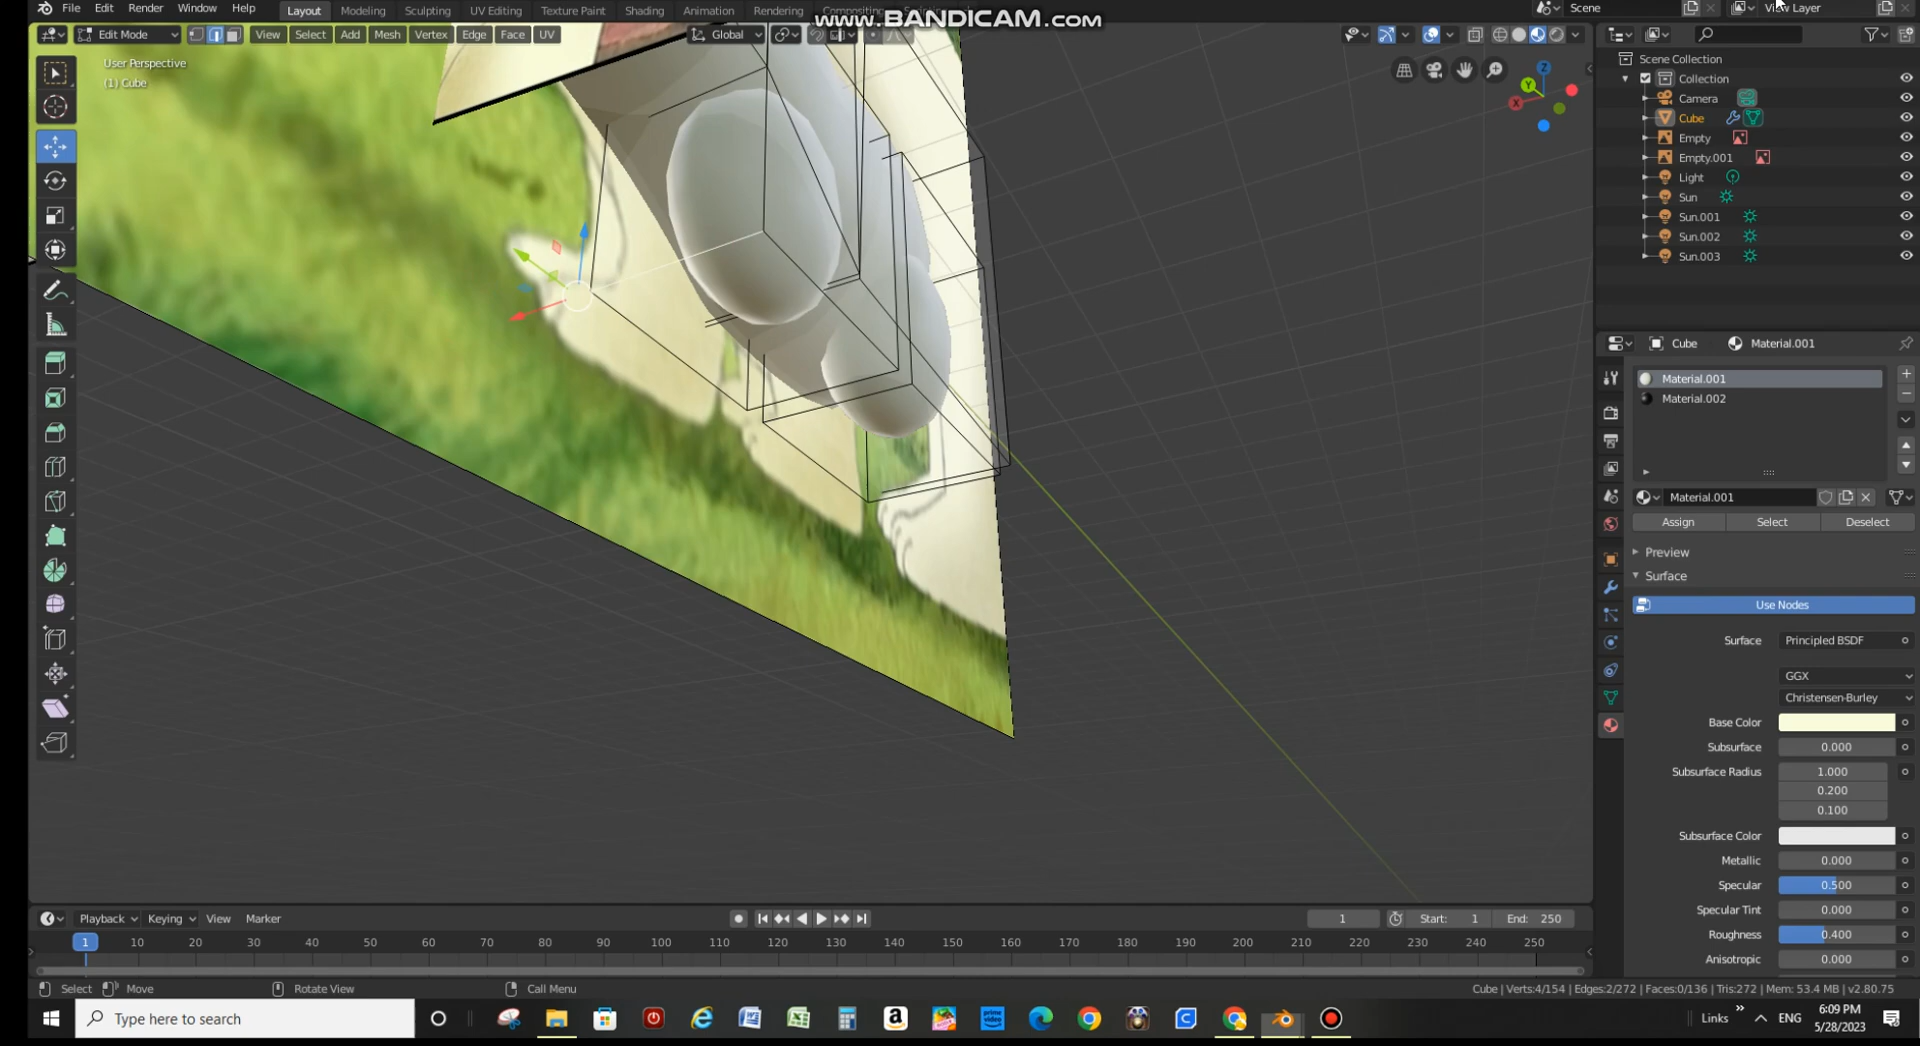 File Edit Render Window Help Layout Modeling Sculpting UV Editing Texture Paint Shading Animation Rendering Compositing
www.BANDICAM.com
Scene View Layer
Edit Mode View Select Add Mesh Vertex Edge Face UV Global
User Perspective
(1) Cube
Z
Y
X
Scene Collection
Collection
Camera
Cube
Empty
Empty.001
Light
Sun
Sun.001
Sun.002
Sun.003
Cube Material.001
Material.001
Material.002
Material.001
Assign Select Deselect
Preview
Surface
Use Nodes
Surface Principled BSDF
GGX
Christensen-Burley
Base Color
Subsurface 0.000
Subsurface Radius 1.000
0.200
0.100
Subsurface Color
Metallic 0.000
Specular 0.500
Specular Tint 0.000
Roughness 0.400
Anisotropic 0.000
Playback Keying View Marker 1 Start: 1 End: 250
1 10 20 30 40 50 60 70 80 90 100 110 120 130 140 150 160 170 180 190 200 210 220 230 240 250
Select Move Rotate View Call Menu Cube | Verts:4/154 | Edges:2/272 | Faces:0/136 | Tris:272 | Mem: 53.4 MB | v2.80.75
Type here to search Links ENG 6:09 PM
5/28/2023